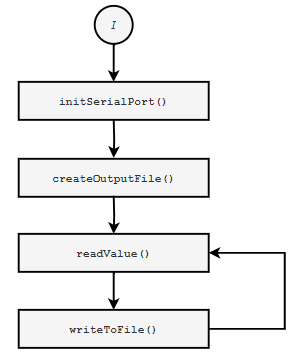 I
initSerialPort()
createOutputFile()
readValue()
writeToFile()